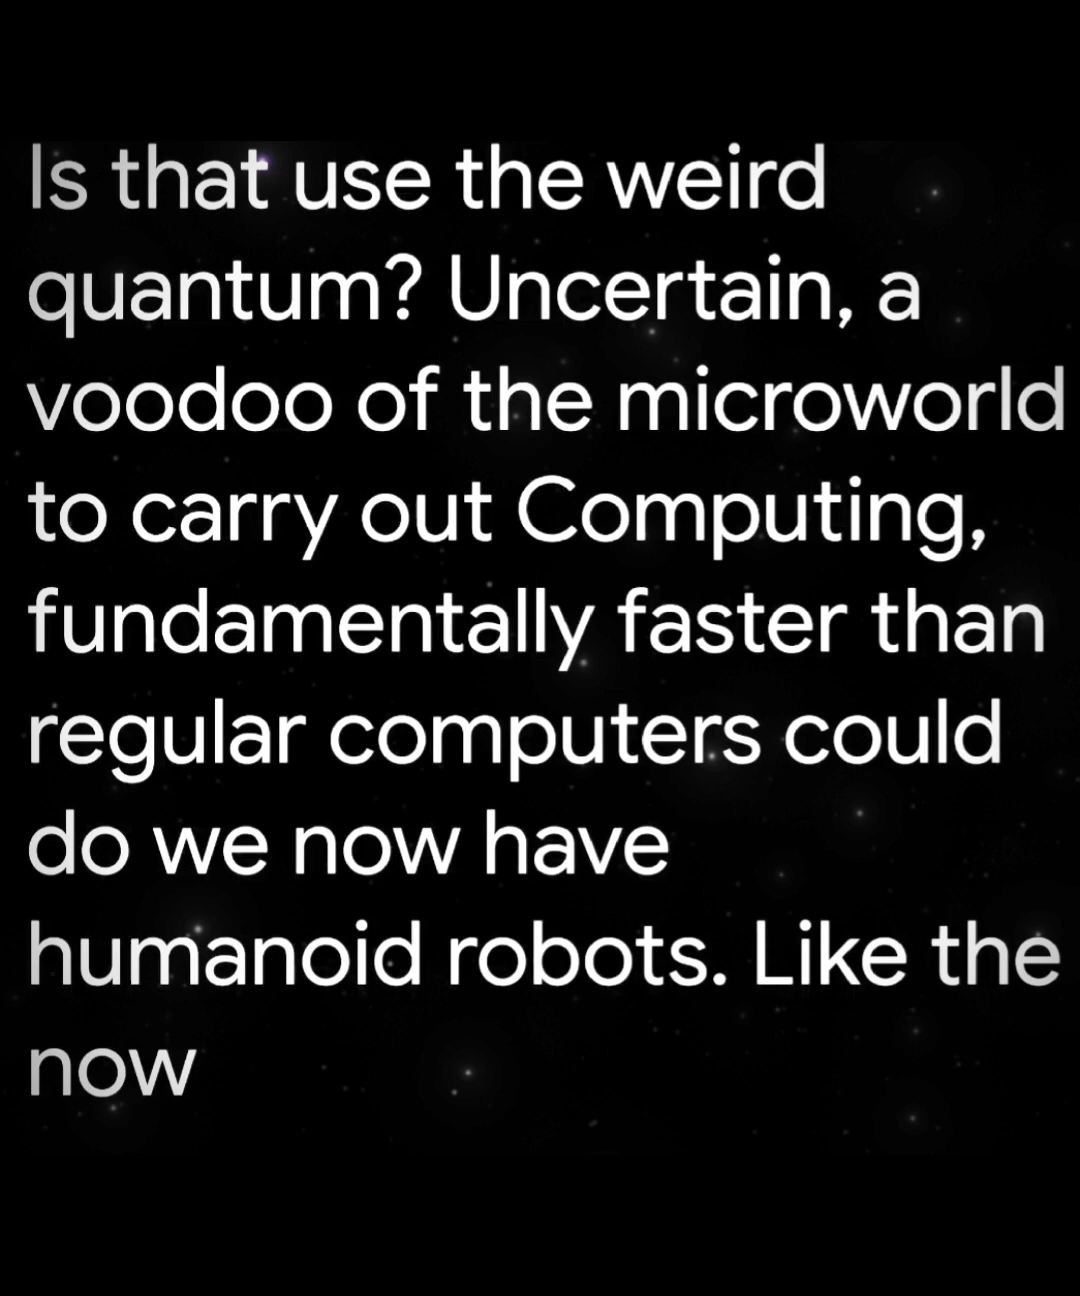 Is that use the weird
quantum? Uncertain, a
voodoo of the microworld
to carry out Computing,
fundamentally faster than
regular computers could
do we now have
humanoid robots. Like the
now